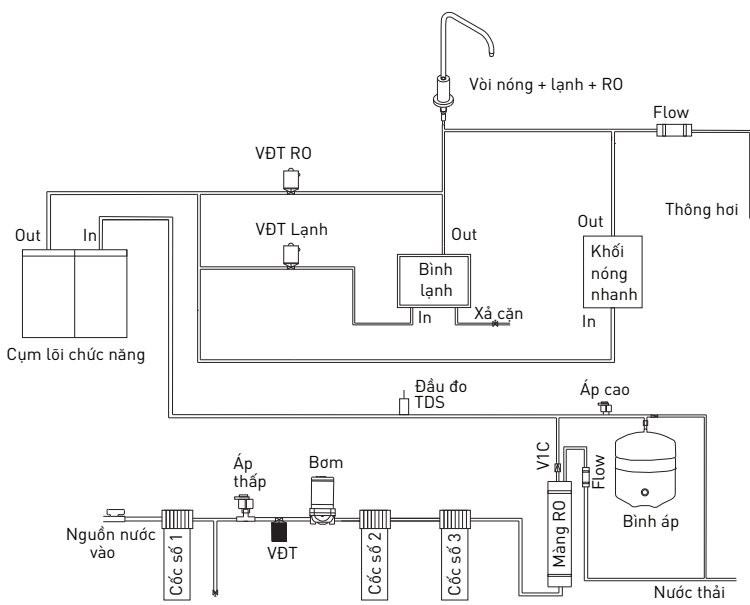 Vòi nóng + lạnh + RO
Flow
VĐT RO
Thông hơi
Out
In
VĐT Lạnh
Out
Out
Bình
lạnh
Khối
nóng
nhanh
In
Xả cặn
In
Cụm lõi chức năng
Đầu đo
TDS
Áp cao
Áp
thấp
Bơm
V1C
Flow
Màng RO
Bình áp
Nguồn nước
vào
Cốc số 1
VĐT
Cốc số 2
Cốc số 3
Nước thải